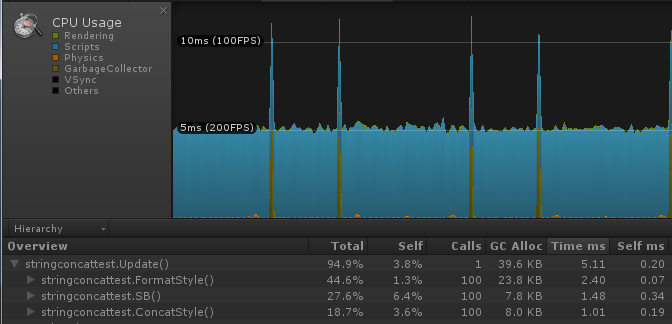 CPU Usage
Rendering
Scripts
Physics
GarbageCollector
VSync
Others
10ms (100FPS)
5ms (200FPS)
Hierarchy
Overview Total Self Calls GC Alloc Time ms Self ms
stringconcattest.Update() 94.9% 3.8% 1 39.6 KB 5.11 0.20
stringconcattest.FormatStyle() 44.6% 1.3% 100 23.8 KB 2.40 0.07
stringconcattest.SB() 27.6% 6.4% 100 7.8 KB 1.48 0.34
stringconcattest.ConcatStyle() 18.7% 3.6% 100 8.0 KB 1.01 0.19